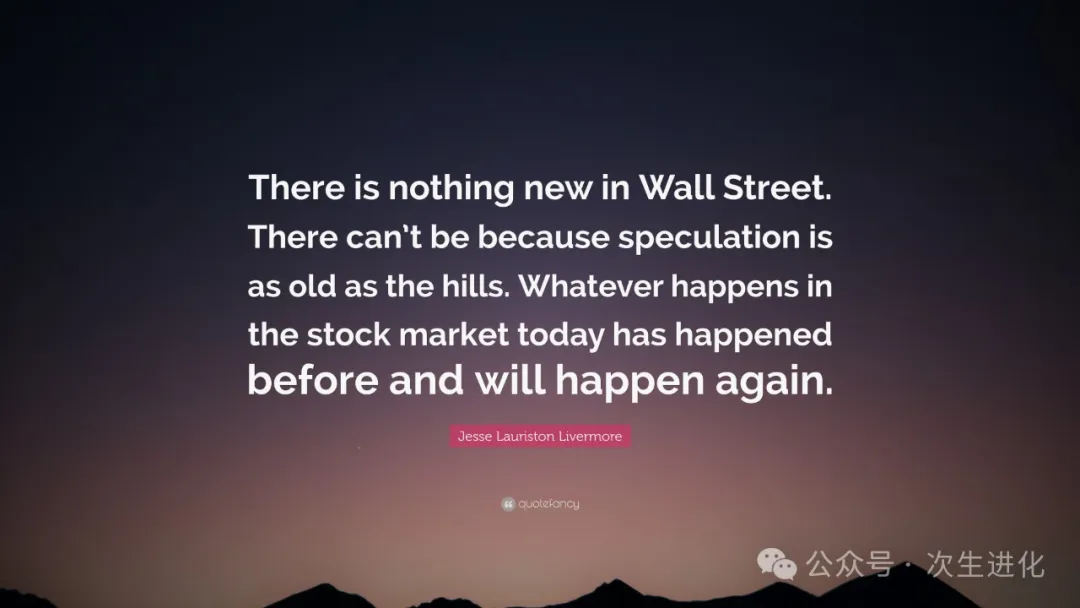 There is nothing new in Wall Street.
There can’t be because speculation is
as old as the hills. Whatever happens in
the stock market today has happened
before and will happen again.
Jesse Lauriston Livermore
quotefancy
公众号 · 次生进化